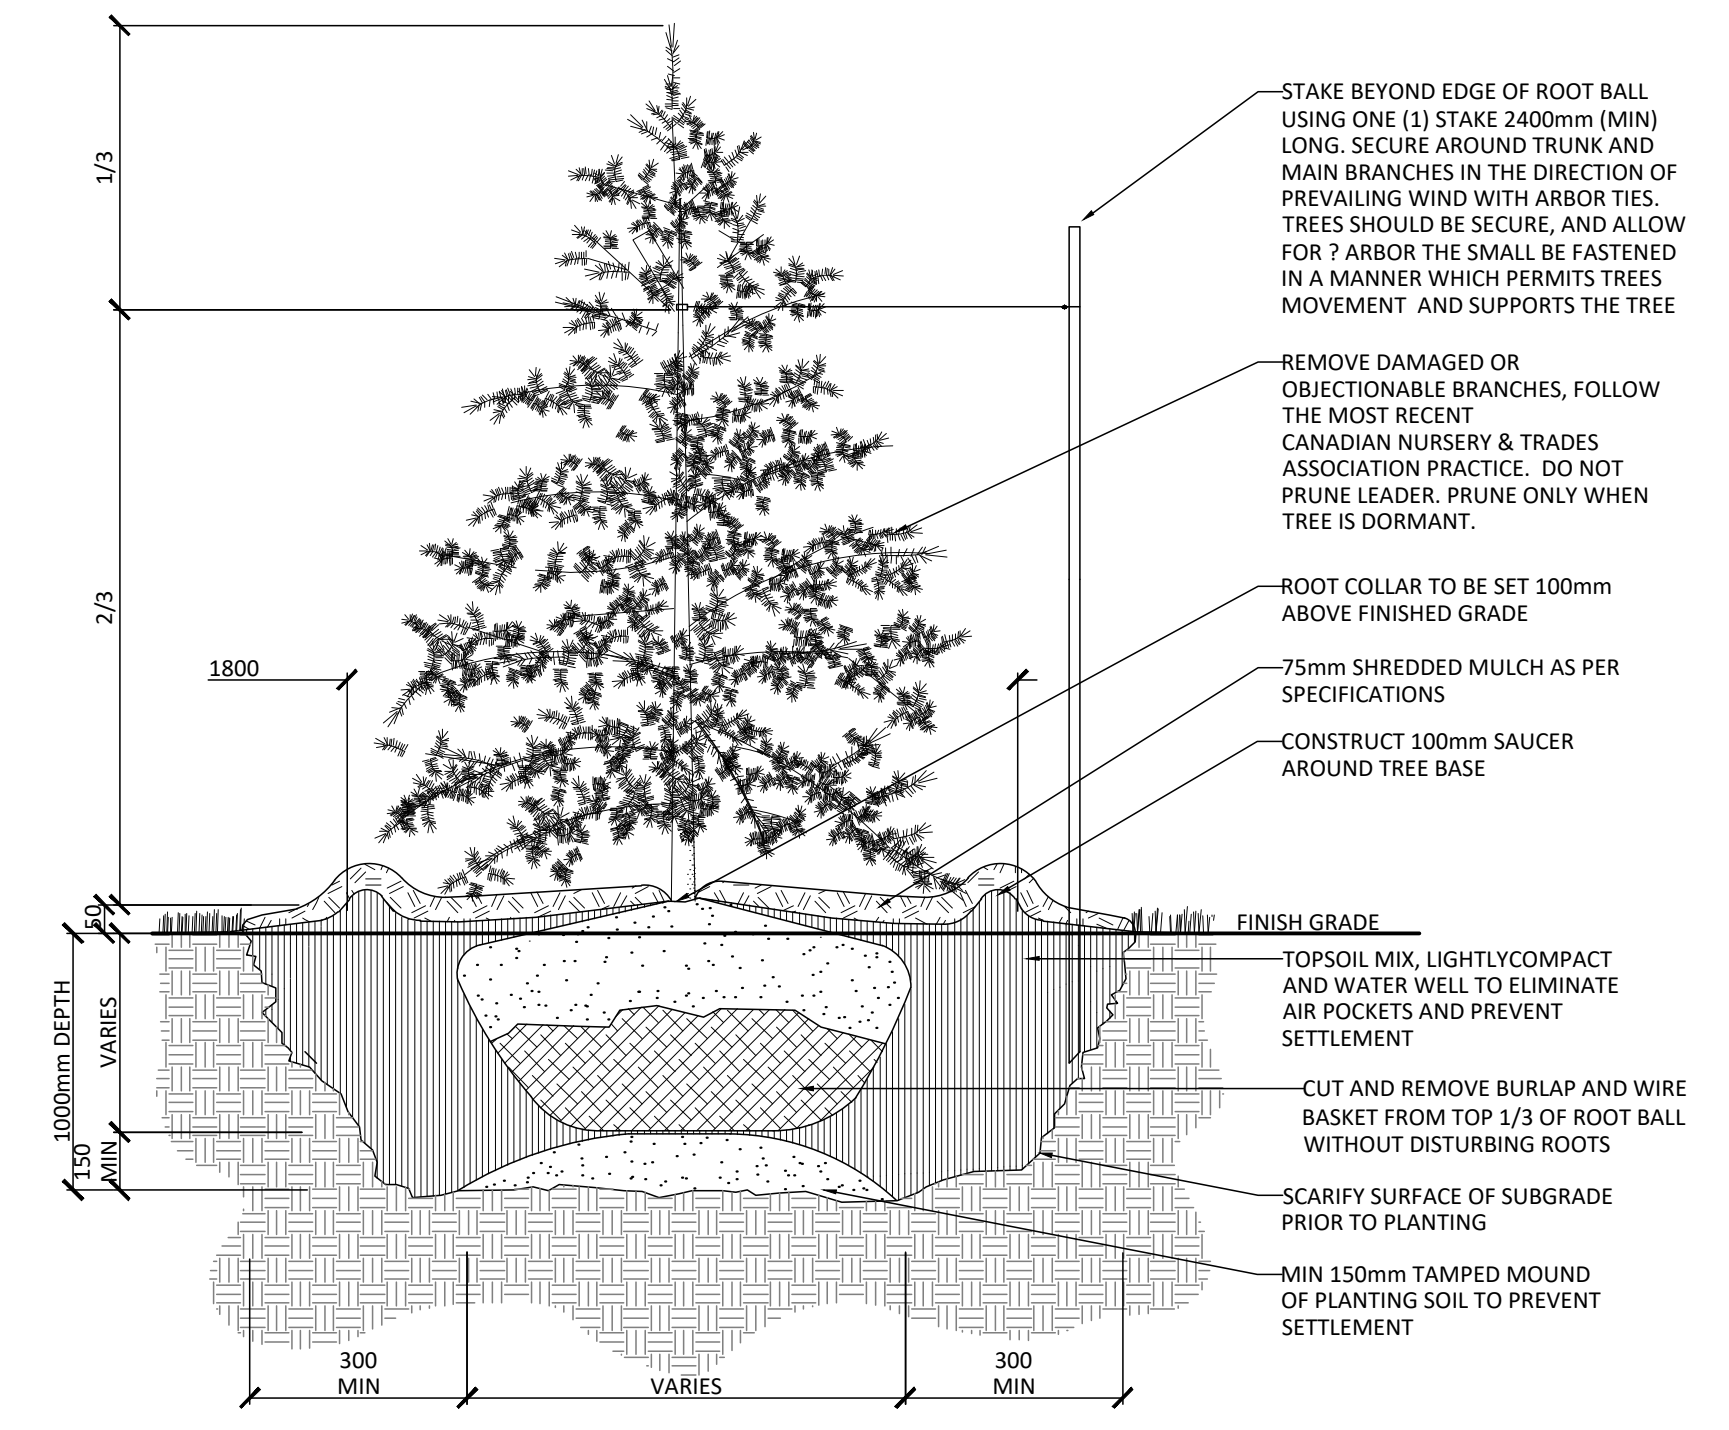 STAKE BEYOND EDGE OF ROOT BALL
USING ONE (1) STAKE 2400mm (MIN)
LONG. SECURE AROUND TRUNK AND
MAIN BRANCHES IN THE DIRECTION OF
PREVAILING WIND WITH ARBOR TIES.
TREES SHOULD BE SECURE, AND ALLOW
FOR ? ARBOR THE SMALL BE FASTENED
IN A MANNER WHICH PERMITS TREES
MOVEMENT  AND SUPPORTS THE TREE
REMOVE DAMAGED OR
OBJECTIONABLE BRANCHES, FOLLOW
THE MOST RECENT
CANADIAN NURSERY & TRADES
ASSOCIATION PRACTICE.  DO NOT
PRUNE LEADER. PRUNE ONLY WHEN
TREE IS DORMANT.
ROOT COLLAR TO BE SET 100mm
ABOVE FINISHED GRADE
75mm SHREDDED MULCH AS PER
SPECIFICATIONS
CONSTRUCT 100mm SAUCER
AROUND TREE BASE
FINISH GRADE
TOPSOIL MIX, LIGHTLYCOMPACT
AND WATER WELL TO ELIMINATE
AIR POCKETS AND PREVENT
SETTLEMENT
CUT AND REMOVE BURLAP AND WIRE
BASKET FROM TOP 1/3 OF ROOT BALL
WITHOUT DISTURBING ROOTS
SCARIFY SURFACE OF SUBGRADE
PRIOR TO PLANTING
MIN 150mm TAMPED MOUND
OF PLANTING SOIL TO PREVENT
SETTLEMENT
1/3
2/3
1800
50
VARIES
1000mm DEPTH
150
MIN
300
MIN
VARIES
300
MIN